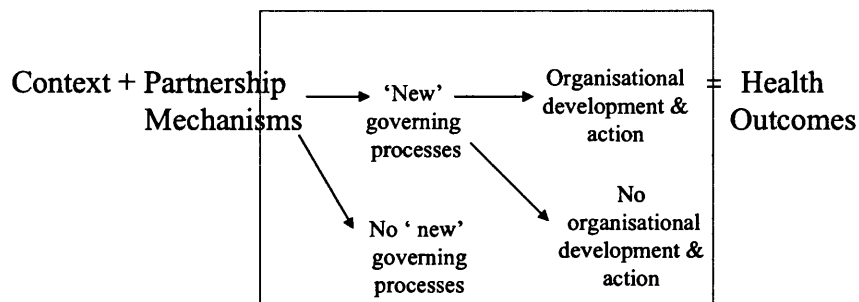 Context + Partnership
Mechanisms
‘New’
governing
processes
Organisational
development &
action
= Health
Outcomes
No ‘ new’
governing
processes
No
organisational
development &
action